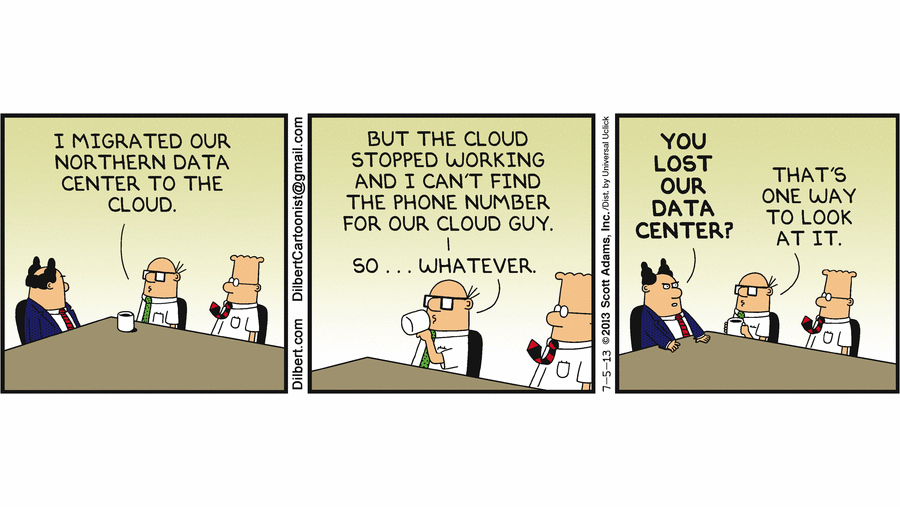 I MIGRATED OUR
NORTHERN DATA
CENTER TO THE
CLOUD.
Dilbert.com DilbertCartoonist@gmail.com
BUT THE CLOUD
STOPPED WORKING
AND I CAN'T FIND
THE PHONE NUMBER
FOR OUR CLOUD GUY.
SO . . . WHATEVER.
7-5-13 © 2013 Scott Adams, Inc. /Dist. by Universal Uclick
YOU
LOST
OUR
DATA
CENTER?
THAT'S
ONE WAY
TO LOOK
AT IT.